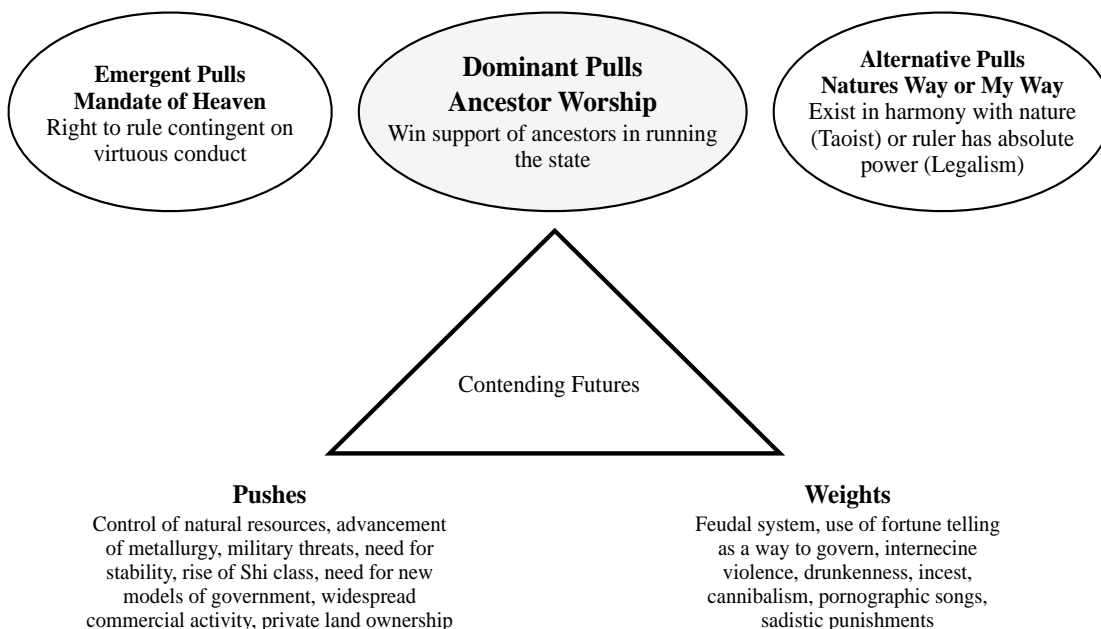 Emergent Pulls
Mandate of Heaven
Right to rule contingent on
virtuous conduct
Dominant Pulls
Ancestor Worship
Win support of ancestors in running
the state
Alternative Pulls
Natures Way or My Way
Exist in harmony with nature
(Taoist) or ruler has absolute
power (Legalism)
Contending Futures
Pushes
Control of natural resources, advancement
of metallurgy, military threats, need for
stability, rise of Shi class, need for new
models of government, widespread
commercial activity, private land ownership
Weights
Feudal system, use of fortune telling
as a way to govern, internecine
violence, drunkenness, incest,
cannibalism, pornographic songs,
sadistic punishments